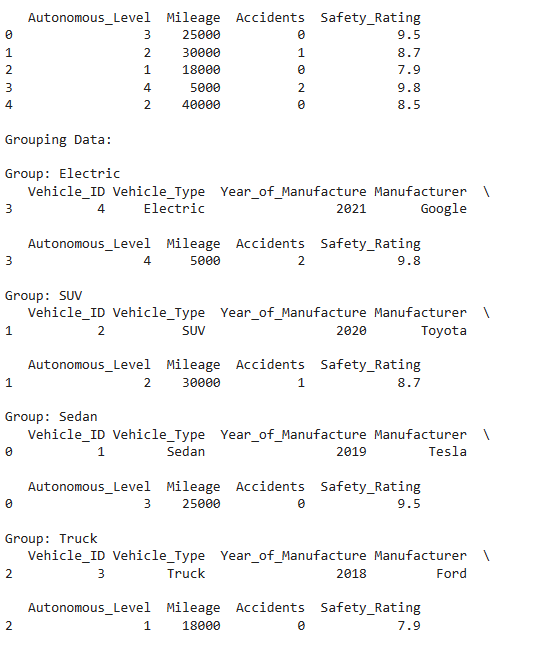 Autonomous_Level  Mileage  Accidents  Safety_Rating
0                 3    25000          0            9.5
1                 2    30000          1            8.7
2                 1    18000          0            7.9
3                 4     5000          2            9.8
4                 2    40000          0            8.5
Grouping Data:
Group: Electric
   Vehicle_ID Vehicle_Type  Year_of_Manufacture Manufacturer  \
3           4     Electric                 2021       Google
   Autonomous_Level  Mileage  Accidents  Safety_Rating
3                 4     5000          2            9.8
Group: SUV
   Vehicle_ID Vehicle_Type  Year_of_Manufacture Manufacturer  \
1           2          SUV                 2020       Toyota
   Autonomous_Level  Mileage  Accidents  Safety_Rating
1                 2    30000          1            8.7
Group: Sedan
   Vehicle_ID Vehicle_Type  Year_of_Manufacture Manufacturer  \
0           1        Sedan                 2019        Tesla
   Autonomous_Level  Mileage  Accidents  Safety_Rating
0                 3    25000          0            9.5
Group: Truck
   Vehicle_ID Vehicle_Type  Year_of_Manufacture Manufacturer  \
2           3        Truck                 2018         Ford
   Autonomous_Level  Mileage  Accidents  Safety_Rating
2                 1    18000          0            7.9